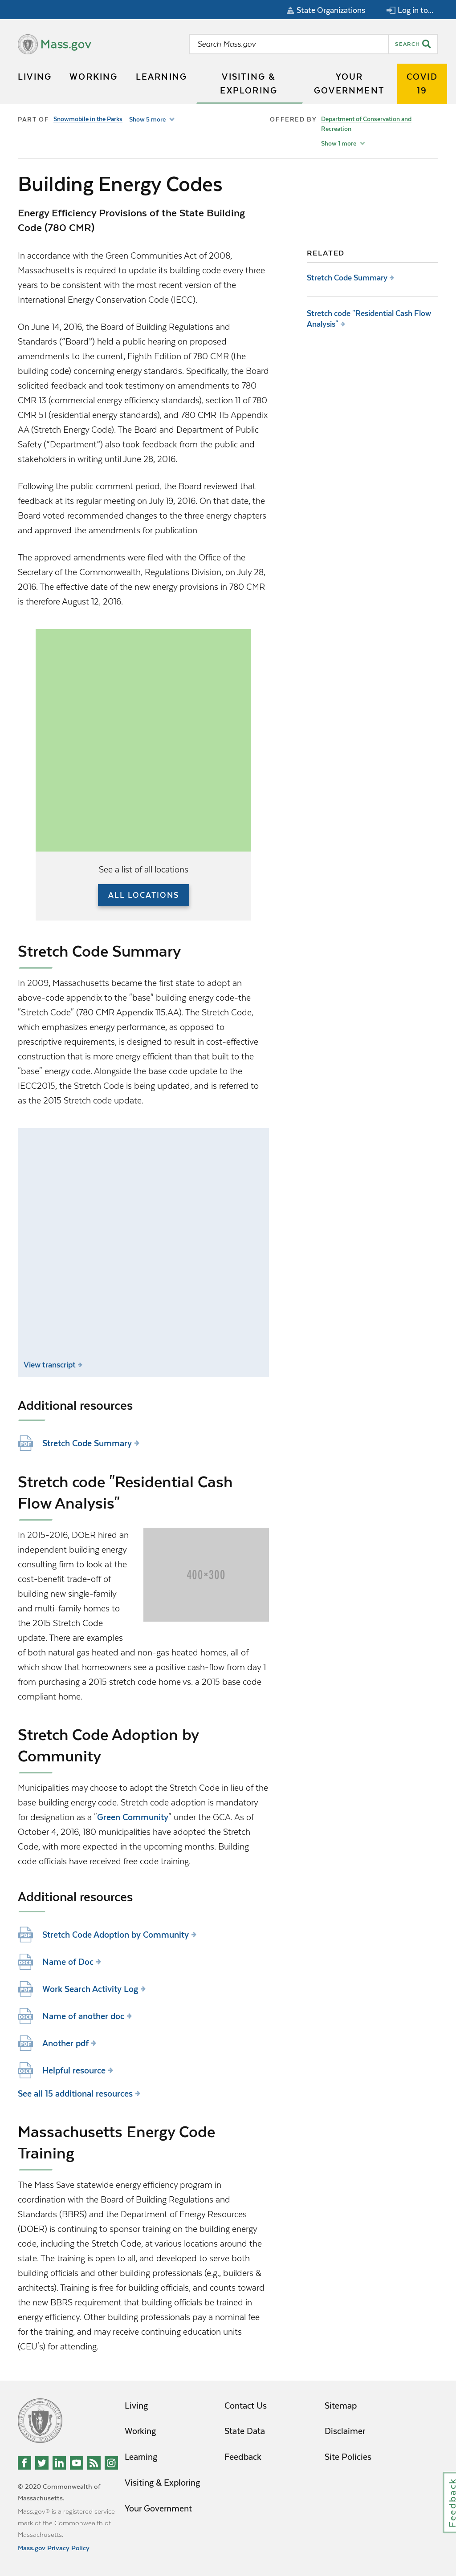 State Organizations
Log in to...
Mass.gov
Search Mass.gov
SEARCH
LIVING
WORKING
LEARNING
VISITING &
EXPLORING
YOUR
GOVERNMENT
COVID
19
PART OF Snowmobile in the Parks Show 5 more
OFFERED BY Department of Conservation and
Recreation
Show 1 more
Building Energy Codes
Energy Efficiency Provisions of the State Building
Code (780 CMR)
In accordance with the Green Communities Act of 2008,
Massachusetts is required to update its building code every three
years to be consistent with the most recent version of the
International Energy Conservation Code (IECC).
On June 14, 2016, the Board of Building Regulations and
Standards ("Board") held a public hearing on proposed
amendments to the current, Eighth Edition of 780 CMR (the
building code) concerning energy standards. Specifically, the Board
solicited feedback and took testimony on amendments to 780
CMR 13 (commercial energy efficiency standards), section 11 of 780
CMR 51 (residential energy standards), and 780 CMR 115 Appendix
AA (Stretch Energy Code). The Board and Department of Public
Safety ("Department") also took feedback from the public and
stakeholders in writing until June 28, 2016.
Following the public comment period, the Board reviewed that
feedback its regular meeting on July 19, 2016. On that date, the
Board voted recommended changes to the three energy chapters
and approved the amendments for publication
The approved amendments were filed with the Office of the
Secretary of the Commonwealth, Regulations Division, on July 28,
2016. The effective date of the new energy provisions in 780 CMR
is therefore August 12, 2016.
RELATED
Stretch Code Summary
Stretch code "Residential Cash Flow
Analysis"
See a list of all locations
ALL LOCATIONS
Stretch Code Summary
In 2009, Massachusetts became the first state to adopt an
above-code appendix to the "base" building energy code-the
"Stretch Code" (780 CMR Appendix 115.AA). The Stretch Code,
which emphasizes energy performance, as opposed to
prescriptive requirements, is designed to result in cost-effective
construction that is more energy efficient than that built to the
"base" energy code. Alongside the base code update to the
IECC2015, the Stretch Code is being updated, and is referred to
as the 2015 Stretch code update.
View transcript
Additional resources
PDF Stretch Code Summary
Stretch code "Residential Cash
Flow Analysis"
In 2015-2016, DOER hired an
independent building energy
consulting firm to look at the
cost-benefit trade-off of
building new single-family
and multi-family homes to
the 2015 Stretch Code
update. There are examples
of both natural gas heated and non-gas heated homes, all of
which show that homeowners see a positive cash-flow from day 1
from purchasing a 2015 stretch code home vs. a 2015 base code
compliant home.
400×300
Stretch Code Adoption by
Community
Municipalities may choose to adopt the Stretch Code in lieu of the
base building energy code. Stretch code adoption is mandatory
for designation as a "Green Community" under the GCA. As of
October 4, 2016, 180 municipalities have adopted the Stretch
Code, with more expected in the upcoming months. Building
code officials have received free code training.
Additional resources
PDF Stretch Code Adoption by Community
DOCX Name of Doc
PDF Work Search Activity Log
DOCX Name of another doc
PDF Another pdf
DOCX Helpful resource
See all 15 additional resources
Massachusetts Energy Code
Training
The Mass Save statewide energy efficiency program in
coordination with the Board of Building Regulations and
Standards (BBRS) and the Department of Energy Resources
(DOER) is continuing to sponsor training on the building energy
code, including the Stretch Code, at various locations around the
state. The training is open to all, and developed to serve both
building officials and other building professionals (e.g., builders &
architects). Training is free for building officials, and counts toward
the new BBRS requirement that building officials be trained in
energy efficiency. Other building professionals pay a nominal fee
for the training, and may receive continuing education units
(CEU's) for attending.
Living
Working
Learning
Visiting & Exploring
Your Government
Contact Us
State Data
Feedback
Sitemap
Disclaimer
Site Policies
© 2020 Commonwealth of
Massachusetts.
Mass.gov® is a registered service
mark of the Commonwealth of
Massachusetts.
Mass.gov Privacy Policy
Feedback